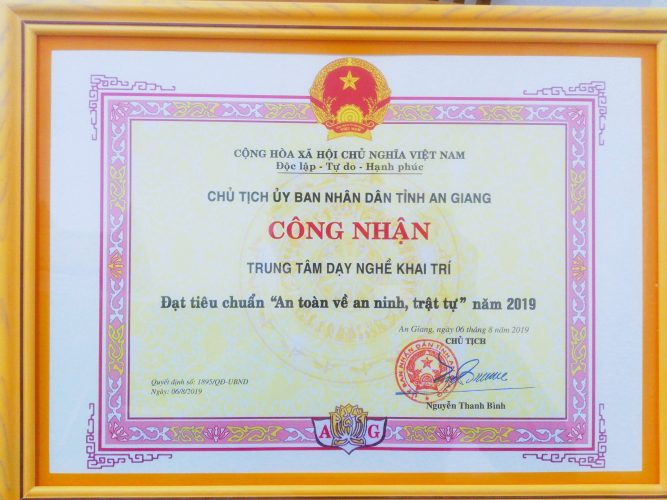 VIỆT NAM
CỘNG HÒA XÃ HỘI CHỦ NGHĨA VIỆT NAM
Độc lập - Tự do - Hạnh phúc
CHỦ TỊCH ỦY BAN NHÂN DÂN TỈNH AN GIANG
CÔNG NHẬN
TRUNG TÂM DẠY NGHỀ KHAI TRÍ
Đạt tiêu chuẩn "An toàn về an ninh, trật tự" năm 2019
An Giang, ngày 06 tháng 8 năm 2019
CHỦ TỊCH
Quyết định số: 1895/QĐ-UBND
Ngày: 06/8/2019
Nguyễn Thanh Bình
A G